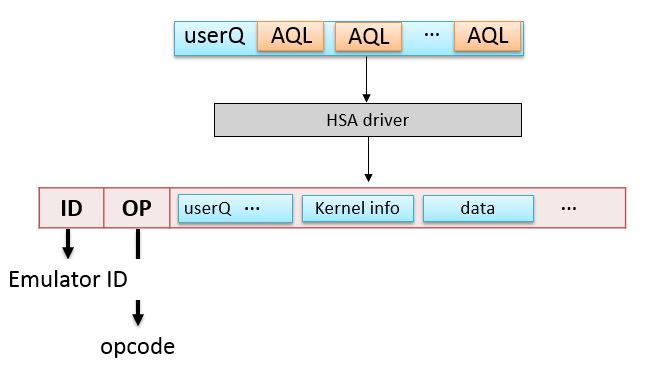 userQ AQL AQL ... AQL
HSA driver
ID OP userQ ... Kernel info data ...
Emulator ID
opcode